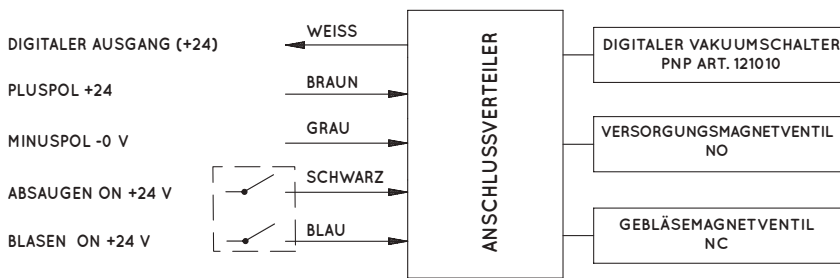 DIGITALER AUSGANG (+24)
WEISS
PLUSPOL +24
BRAUN
MINUSPOL -0 V
GRAU
ABSAUGEN ON +24 V
SCHWARZ
BLASEN ON +24 V
BLAU
ANSCHLUSSVERTEILER
DIGITALER VAKUUMSCHALTER
PNP ART. 121010
VERSORGUNGSMAGNETVENTIL
NO
GEBLÄSEMAGNETVENTIL
NC